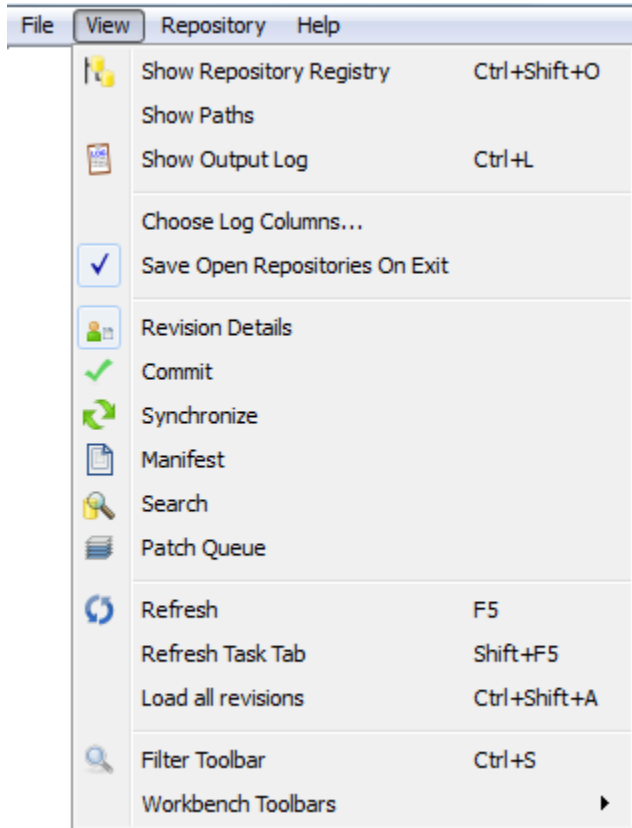 File View Repository Help
Show Repository Registry Ctrl+Shift+O
Show Paths
LOG
Show Output Log Ctrl+L
Choose Log Columns...
Save Open Repositories On Exit
Revision Details
Commit
Synchronize
Manifest
Search
Patch Queue
Refresh F5
Refresh Task Tab Shift+F5
Load all revisions Ctrl+Shift+A
Filter Toolbar Ctrl+S
Workbench Toolbars